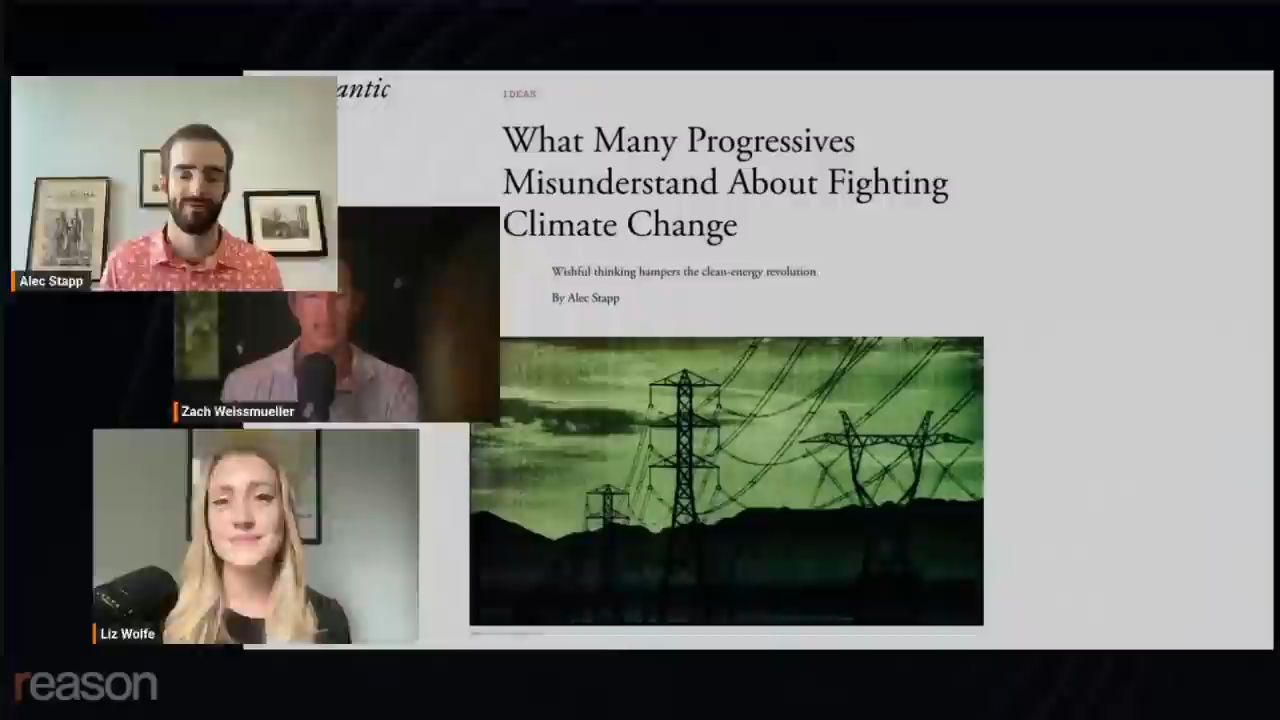 antic
IDEAS
What Many Progressives
Misunderstand About Fighting
Climate Change
Wishful thinking hampers the clean-energy revolution
By Alec Stapp
Alec Stapp
Zach Weissmueller
Liz Wolfe
reason